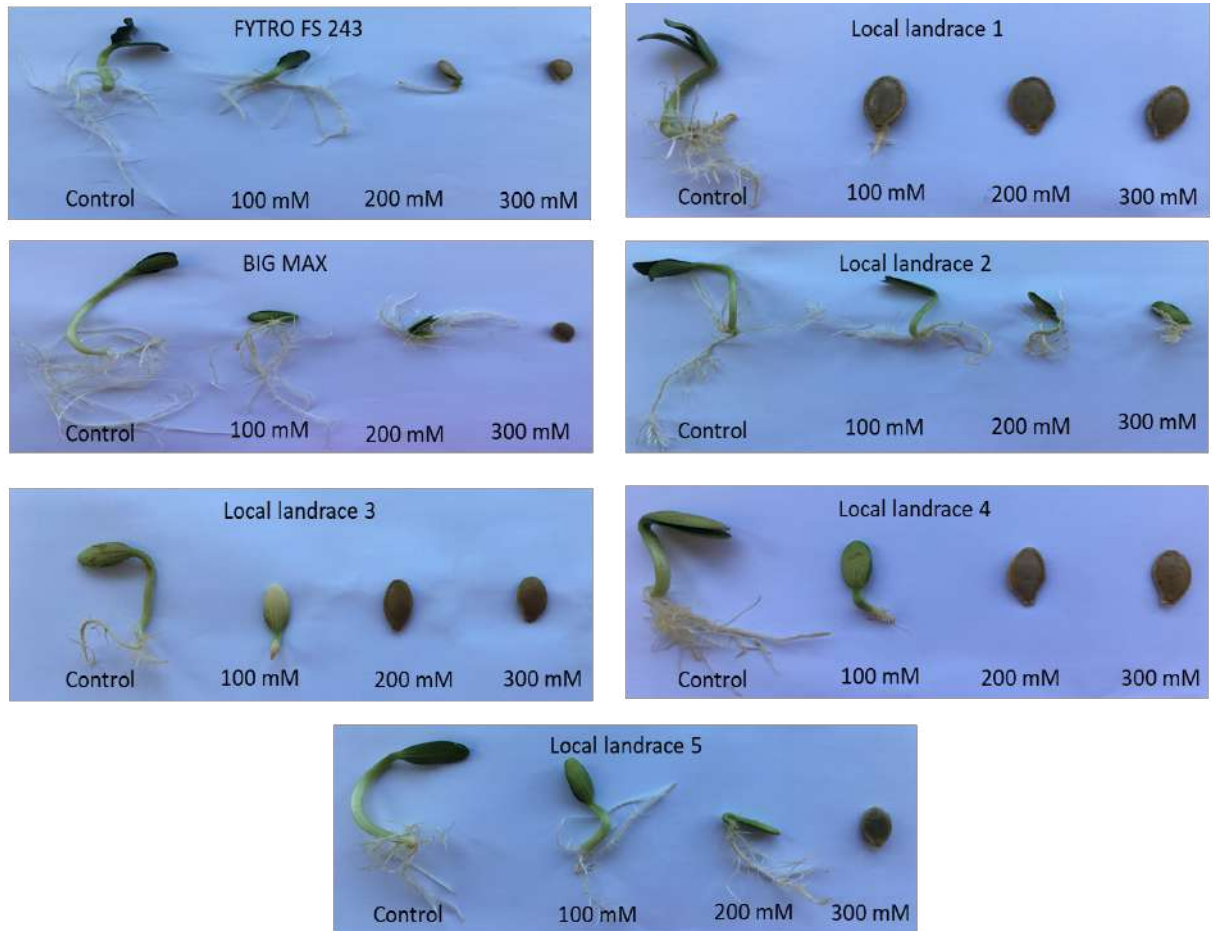 FYTRO FS 243
Control 100 mM 200 mM 300 mM
Local landrace 1
Control 100 mM 200 mM 300 mM
BIG MAX
Control 100 mM 200 mM 300 mM
Local landrace 2
Control 100 mM 200 mM 300 mM
Local landrace 3
Control 100 mM 200 mM 300 mM
Local landrace 4
Control 100 mM 200 mM 300 mM
Local landrace 5
Control 100 mM 200 mM 300 mM